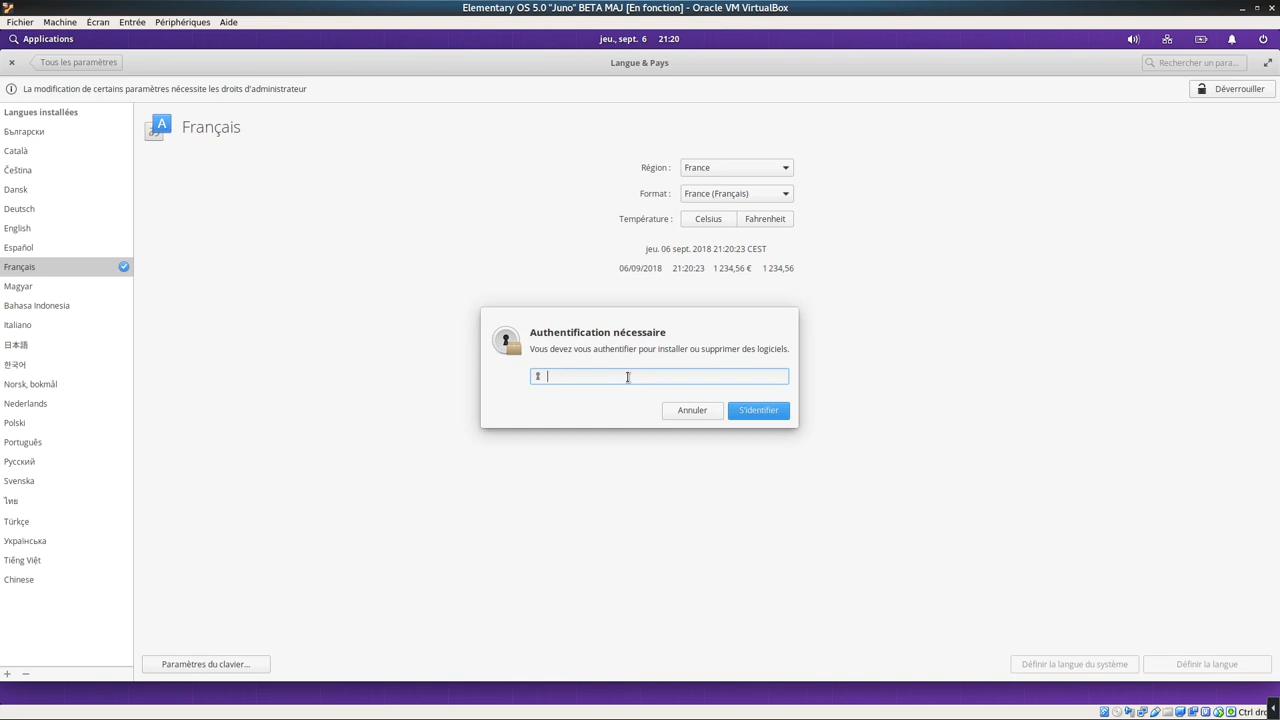 Elementary OS 5.0 "Juno" BETA MAJ [En fonction] - Oracle VM VirtualBox
Fichier Machine Écran Entrée Périphériques Aide
Applications jeu., sept. 6 21:20
Tous les paramètres Langue & Pays Rechercher un para...
La modification de certains paramètres nécessite les droits d'administrateur Déverrouiller
Langues installées
Български
Català
Čeština
Dansk
Deutsch
English
Español
Français
Magyar
Bahasa Indonesia
Italiano
日本語
한국어
Norsk, bokmål
Nederlands
Polski
Português
Русский
Svenska
ไทย
Türkçe
Українська
Tiếng Việt
Chinese
Français
Région : France
Format : France (Français)
Température : Celsius Fahrenheit
jeu. 06 sept. 2018 21:20:23 CEST
06/09/2018 21:20:23 1 234,56 € 1 234,56
Authentification nécessaire
Vous devez vous authentifier pour installer ou supprimer des logiciels.
Annuler S'identifier
Paramètres du clavier... Définir la langue du système Définir la langue
Ctrl dro